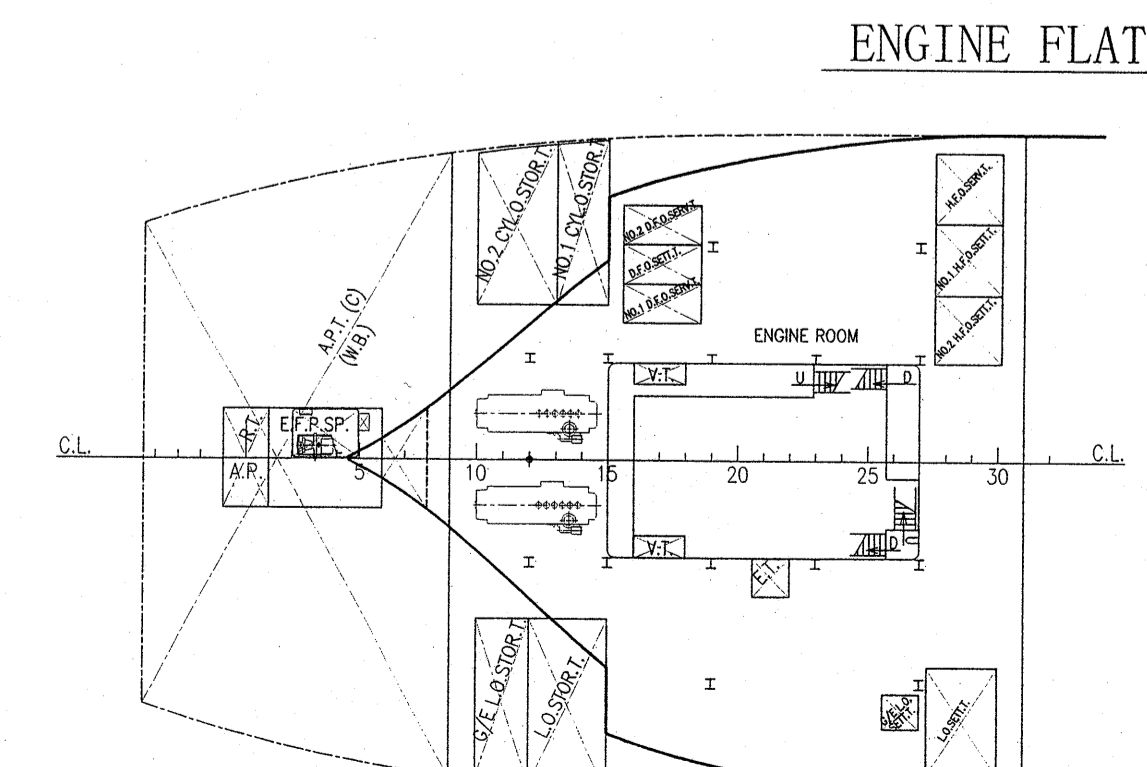 ENGINE FLAT
NO.2 CYL.O.STOR.T.
NO.1 CYL.O.STOR.T.
NO.2 D.F.O.SERV.T.
D.F.O.SETT.T.
NO.1 D.F.O.SERV.T.
H.F.O.SERV.T.
NO.1 H.F.O.SETT.T.
NO.2 H.F.O.SETT.T.
A.P.T. (C)
(W.B.)
ENGINE ROOM
V.T.
U
D
R.T.
E.F.P.SP.
C.L.
C.L.
A.R.
5
10
15
20
25
30
V.T.
D
U
E.T.
G/E L.O.STOR.T.
L.O.STOR.T.
G/E L.O.
SETT.T.
L.O.SETT.T.